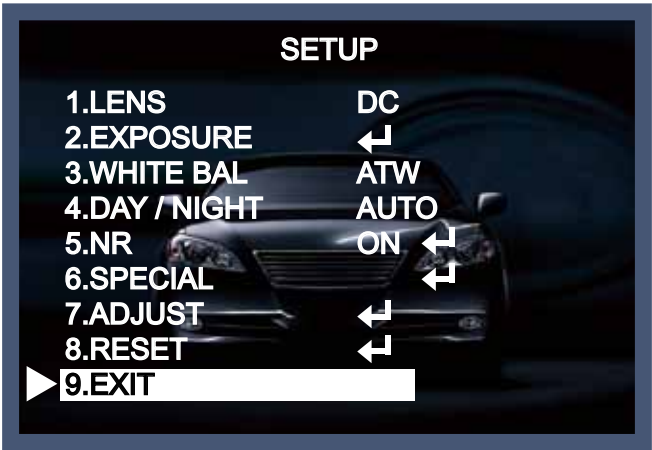 SETUP
1.LENS DC
2.EXPOSURE ↲
3.WHITE BAL ATW
4.DAY / NIGHT AUTO
5.NR ON ↲
6.SPECIAL ↲
7.ADJUST ↲
8.RESET ↲
9.EXIT